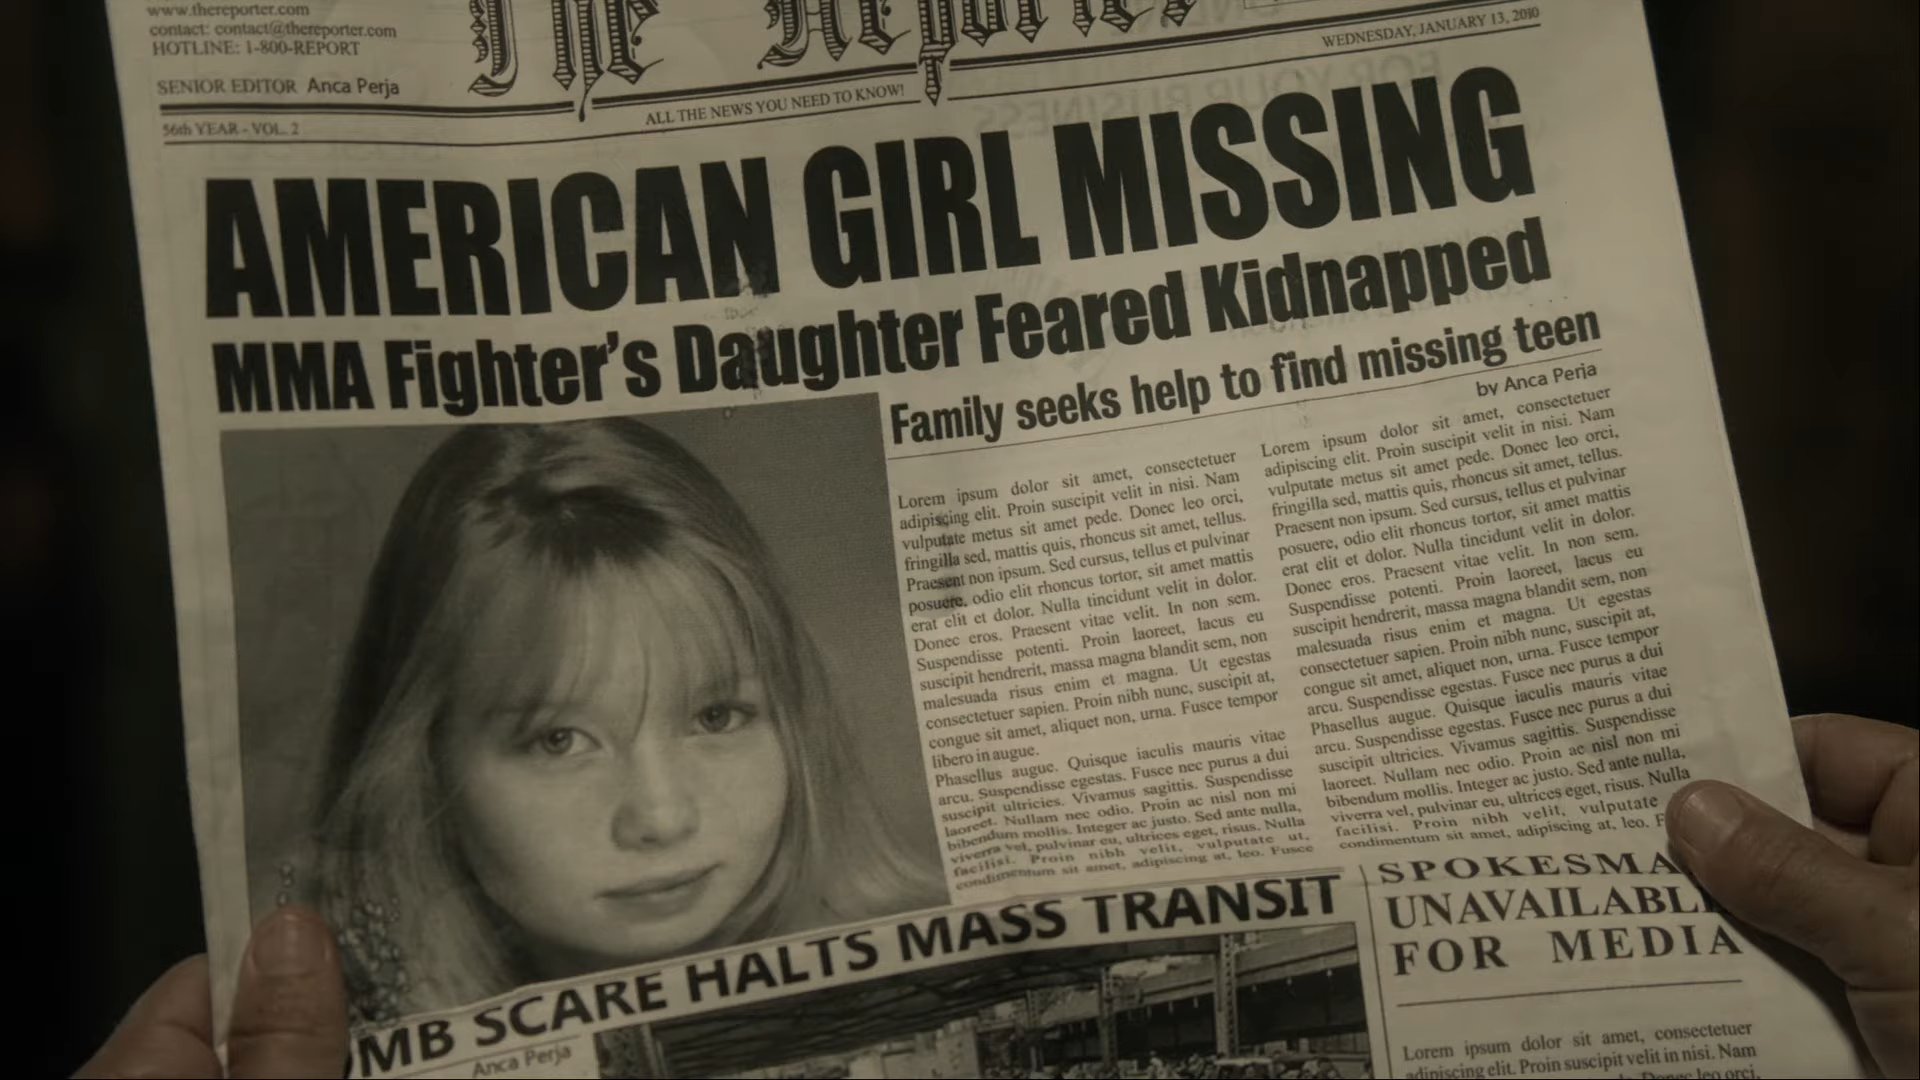 www.thereporter.com
contact: contact@thereporter.com
HOTLINE: 1-800-REPORT
SENIOR EDITOR Anca Perja
The Reporter
WEDNESDAY, JANUARY 13, 2010
56th YEAR - VOL. 2
ALL THE NEWS YOU NEED TO KNOW!
AMERICAN GIRL MISSING
MMA Fighter's Daughter Feared Kidnapped
Family seeks help to find missing teen
by Anca Perja
Lorem ipsum dolor sit amet, consectetuer
adipiscing elit. Proin suscipit velit in nisi. Nam
vulputate metus sit amet pede. Donec leo orci,
fringilla sed, mattis quis, rhoncus sit amet, tellus.
Praesent non ipsum. Sed cursus, tellus et pulvinar
posuere, odio elit rhoncus tortor, sit amet mattis
erat elit et dolor. Nulla tincidunt velit in dolor.
Donec eros. Praesent vitae velit. In non sem.
Suspendisse potenti. Proin laoreet, lacus eu
suscipit hendrerit, massa magna blandit sem, non
malesuada risus enim et magna. Ut egestas
consectetuer sapien. Proin nibh nunc, suscipit at,
congue sit amet, aliquet non, urna. Fusce tempor
libero in augue.
Phasellus augue. Quisque iaculis mauris vitae
arcu. Suspendisse egestas. Fusce nec purus a dui
suscipit ultricies. Vivamus sagittis. Suspendisse
laoreet. Nullam nec odio. Proin ac nisl non mi
bibendum mollis. Integer ac justo. Sed ante nulla,
viverra vel, pulvinar eu, ultrices eget, risus. Nulla
facilisi. Proin nibh velit, vulputate ut,
condimentum sit amet, adipiscing at, leo. Fusce
Lorem ipsum dolor sit amet, consectetuer
adipiscing elit. Proin suscipit velit in nisi. Nam
vulputate metus sit amet pede. Donec leo orci,
fringilla sed, mattis quis, rhoncus sit amet, tellus.
Praesent non ipsum. Sed cursus, tellus et pulvinar
posuere, odio elit rhoncus tortor, sit amet mattis
erat elit et dolor. Nulla tincidunt velit in dolor.
Donec eros. Praesent vitae velit. In non sem.
Suspendisse potenti. Proin laoreet, lacus eu
suscipit hendrerit, massa magna blandit sem, non
malesuada risus enim et magna. Ut egestas
consectetuer sapien. Proin nibh nunc, suscipit at,
congue sit amet, aliquet non, urna. Fusce tempor
arcu. Suspendisse egestas. Fusce nec purus a dui
Phasellus augue. Quisque iaculis mauris vitae
arcu. Suspendisse egestas. Fusce nec purus a dui
suscipit ultricies. Vivamus sagittis. Suspendisse
laoreet. Nullam nec odio. Proin ac nisl non mi
bibendum mollis. Integer ac justo. Sed ante nulla,
viverra vel, pulvinar eu, ultrices eget, risus. Nulla
facilisi. Proin nibh velit, vulputate
condimentum sit amet, adipiscing at, leo. F
MB SCARE HALTS MASS TRANSIT
Anca Perja
SPOKESMA
UNAVAILABL
FOR MEDIA
Lorem ipsum dolor sit amet, consectetuer
adipiscing elit. Proin suscipit velit in nisi. Nam
Donec leo orci,